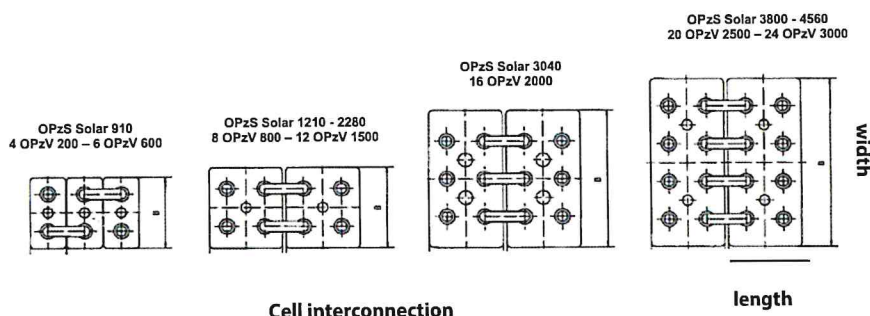 OPzS Solar 910
4 OPzV 200 – 6 OPzV 600
OPzS Solar 1210 - 2280
8 OPzV 800 – 12 OPzV 1500
OPzS Solar 3040
16 OPzV 2000
OPzS Solar 3800 - 4560
20 OPzV 2500 – 24 OPzV 3000
B
B
B
B
width
length
Cell interconnection